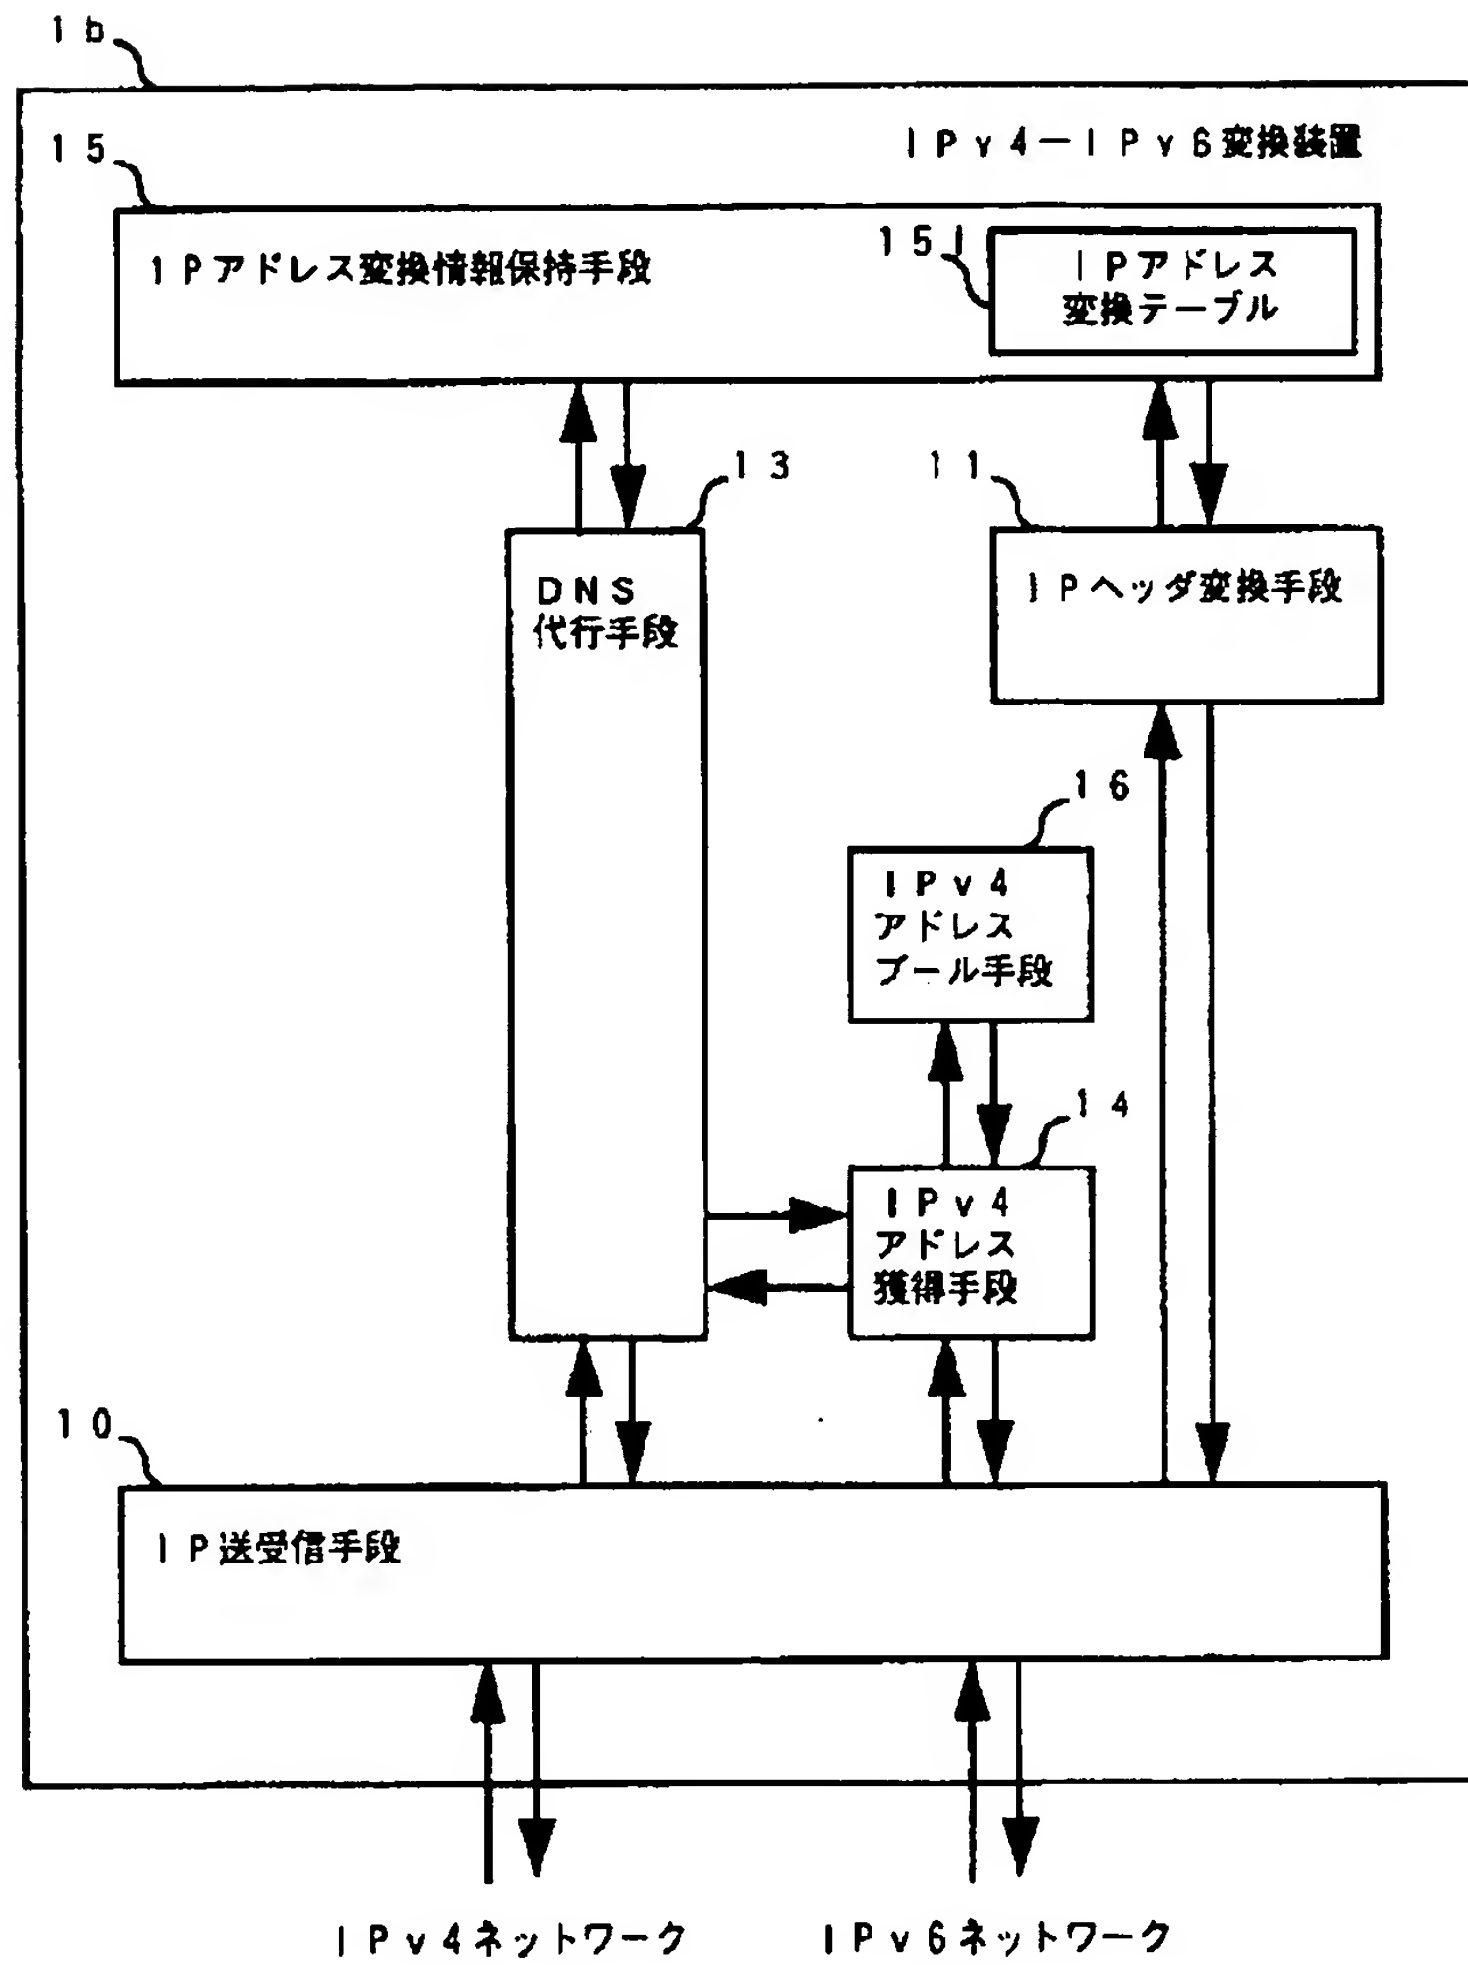 1b
IPv4－IPv6変換装置
15
IPアドレス変換情報保持手段
151
IPアドレス
変換テーブル
13
11
DNS
代行手段
IPヘッダ変換手段
16
IPv4
アドレス
プール手段
14
IPv4
アドレス
獲得手段
10
IP送受信手段
IPv4ネットワーク
IPv6ネットワーク